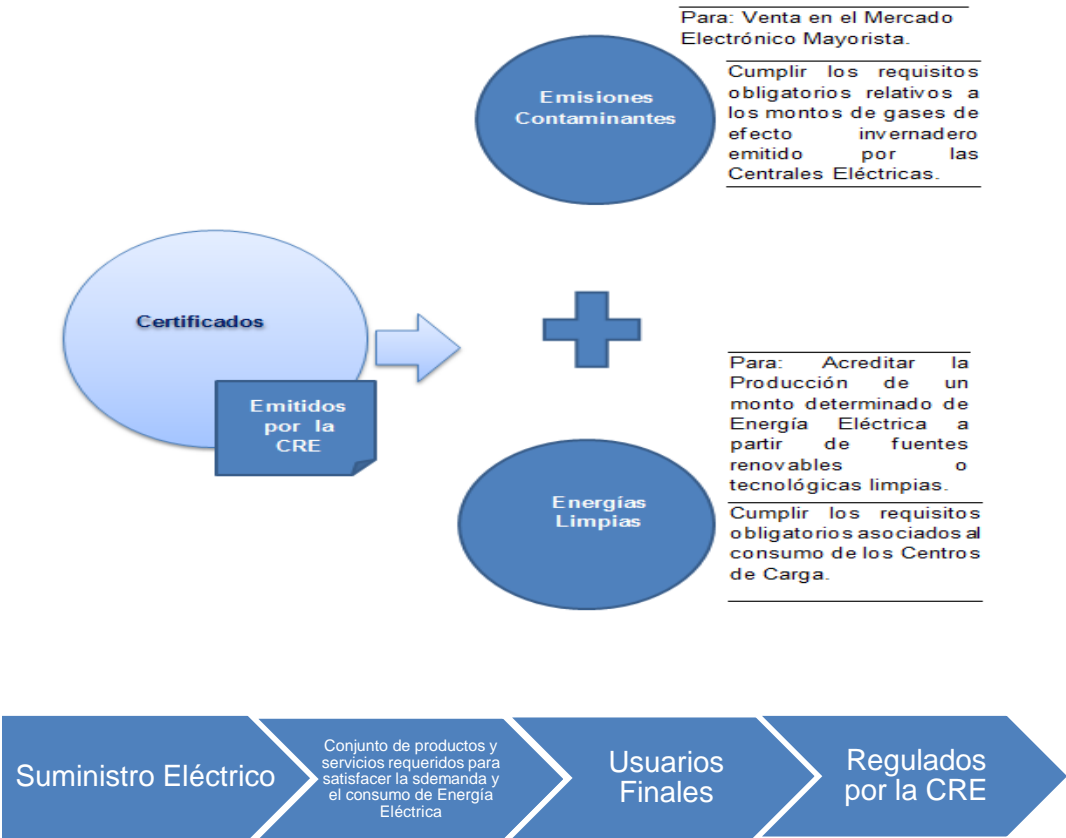 Para: Venta en el Mercado
Electrónico Mayorista.
Emisiones
Contaminantes
Cumplir los requisitos
obligatorios relativos a
los montos de gases de
efecto invernadero
emitido por las
Centrales Eléctricas.
Certificados
Emitidos
por la
CRE
Para: Acreditar la
Producción de un
monto determinado de
Energía Eléctrica a
partir de fuentes
renovables o
tecnológicas limpias.
Energías
Limpias
Cumplir los requisitos
obligatorios asociados al
consumo de los Centros
de Carga.
Suministro Eléctrico
Conjunto de productos y
servicios requeridos para
satisfacer la sdemanda y
el consumo de Energía
Eléctrica
Usuarios
Finales
Regulados
por la CRE